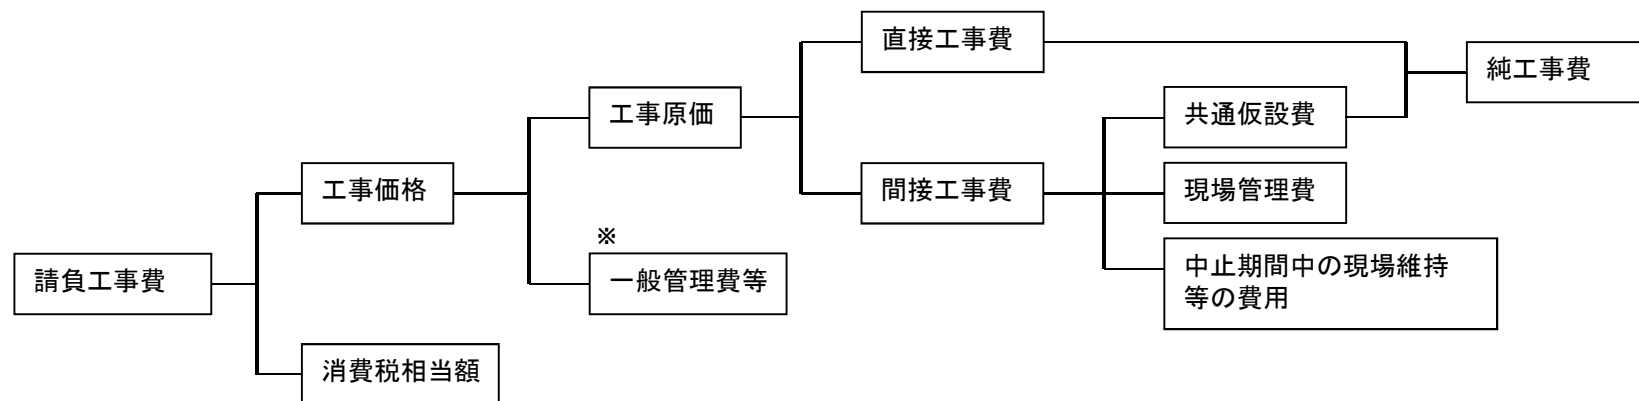 直接工事費
純工事費
工事原価
共通仮設費
工事価格
間接工事費
現場管理費
※
一般管理費等
請負工事費
中止期間中の現場維持
等の費用
消費税相当額